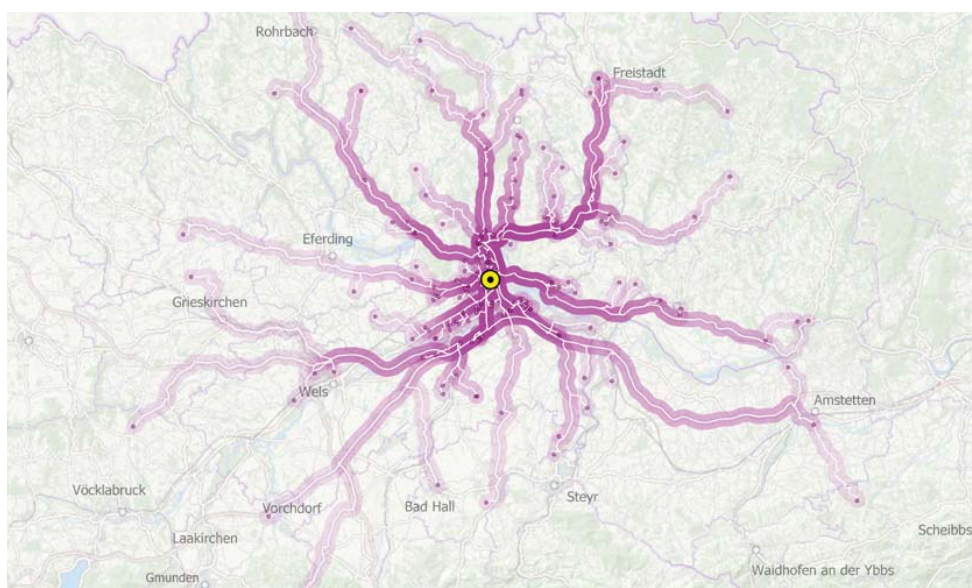 Rohrbach
Freistadt
Eferding
Grieskirchen
Wels
Amstetten
Vöcklabruck
Vorchdorf
Bad Hall
Steyr
Laakirchen
Scheibbs
Gmunden
Waidhofen an der Ybbs